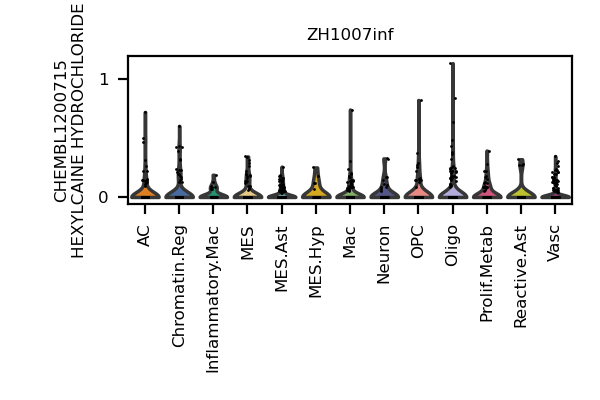 ZH1007inf
CHEMBL1200715
HEXYLCAINE HYDROCHLORIDE
1
0
AC
Chromatin.Reg
Inflammatory.Mac
MES
MES.Ast
MES.Hyp
Mac
Neuron
OPC
Oligo
Prolif.Metab
Reactive.Ast
Vasc